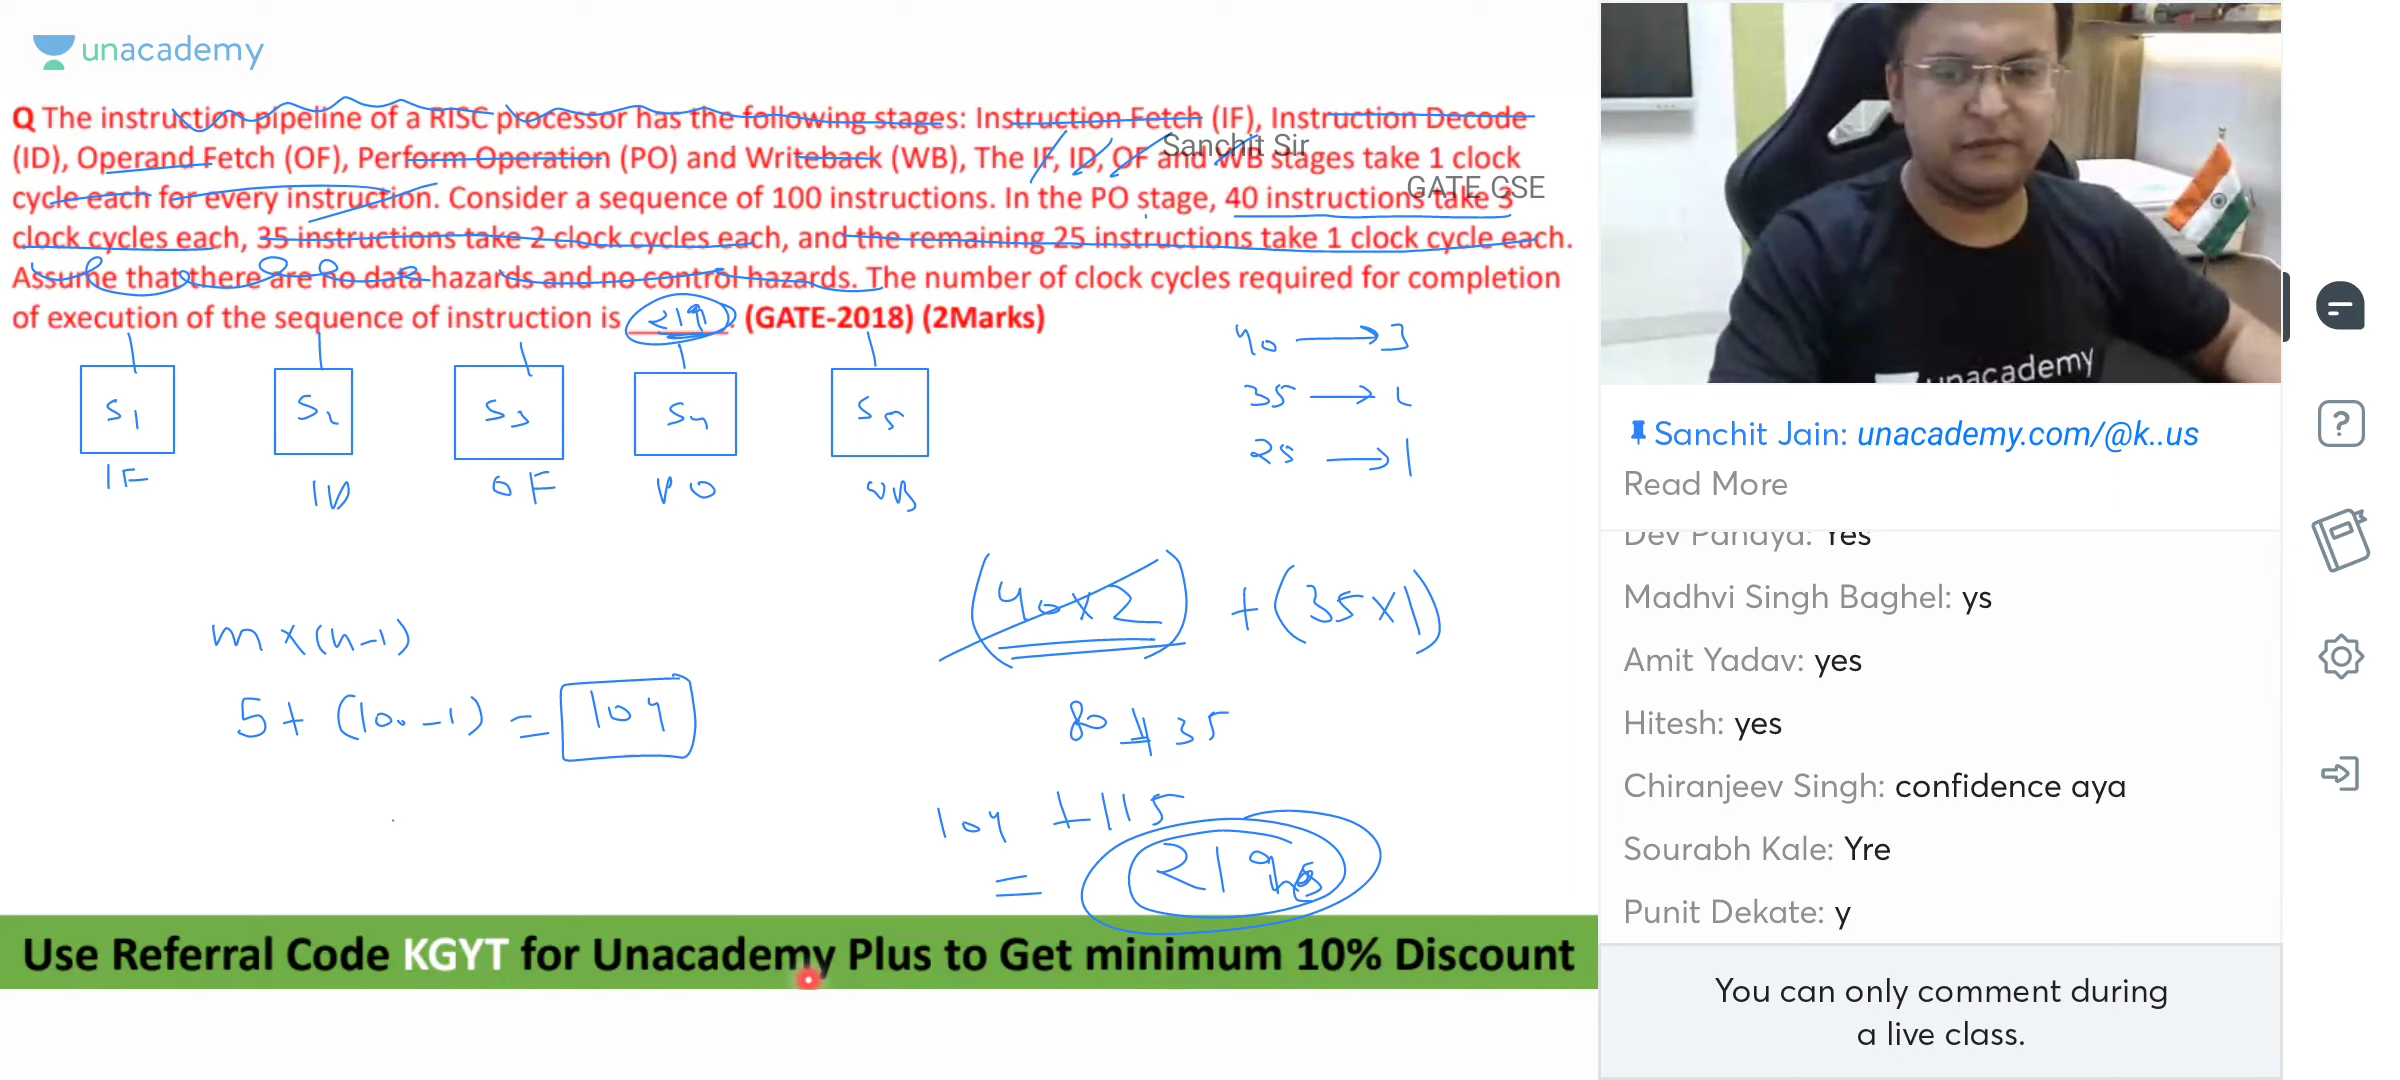 unacademy
Q The instruction pipeline of a RISC processor has the following stages: Instruction Fetch (IF), Instruction Decode
(ID), Operand Fetch (OF), Perform Operation (PO) and Writeback (WB), The IF, ID, OF and WB stages take 1 clock
Sanchit Sir
cycle each for every instruction. Consider a sequence of 100 instructions. In the PO stage, 40 instructions take 3
GATE CSE
clock cycles each, 35 instructions take 2 clock cycles each, and the remaining 25 instructions take 1 clock cycle each.
Assume that there are no data hazards and no control hazards. The number of clock cycles required for completion
of execution of the sequence of instruction is 219. (GATE-2018) (2Marks)
S1 S2 S3 S4 S5
IF ID OF PO WB
40 → 3
35 → 2
25 → 1
(40 x 2) + (35 x 1)
m x (n-1)
5 + (100 - 1) = 104
80 + 35
104 + 115
= 219
Use Referral Code KGYT for Unacademy Plus to Get minimum 10% Discount
unacademy
Sanchit Jain: unacademy.com/@k..us
Read More
Dev Pandya: Yes
Madhvi Singh Baghel: ys
Amit Yadav: yes
Hitesh: yes
Chiranjeev Singh: confidence aya
Sourabh Kale: Yre
Punit Dekate: y
You can only comment during
a live class.